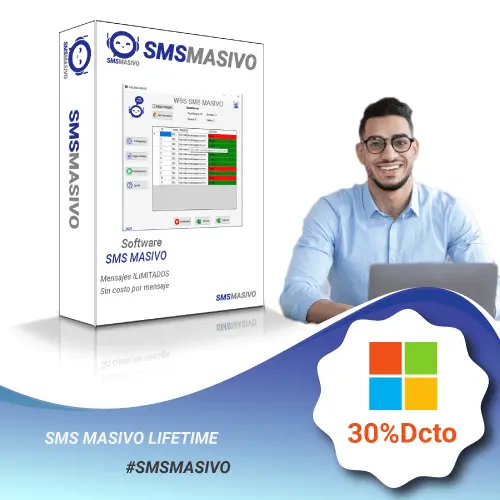 SMSMASIVO
SMSMASIVO
SMSMASIVO
WBS SMS MASIVO
Software
SMS MASIVO
Mensajes ILIMITADOS
Sin costo por mensaje
SMSMASIVO
30%Dcto
SMS MASIVO LIFETIME
#SMSMASIVO